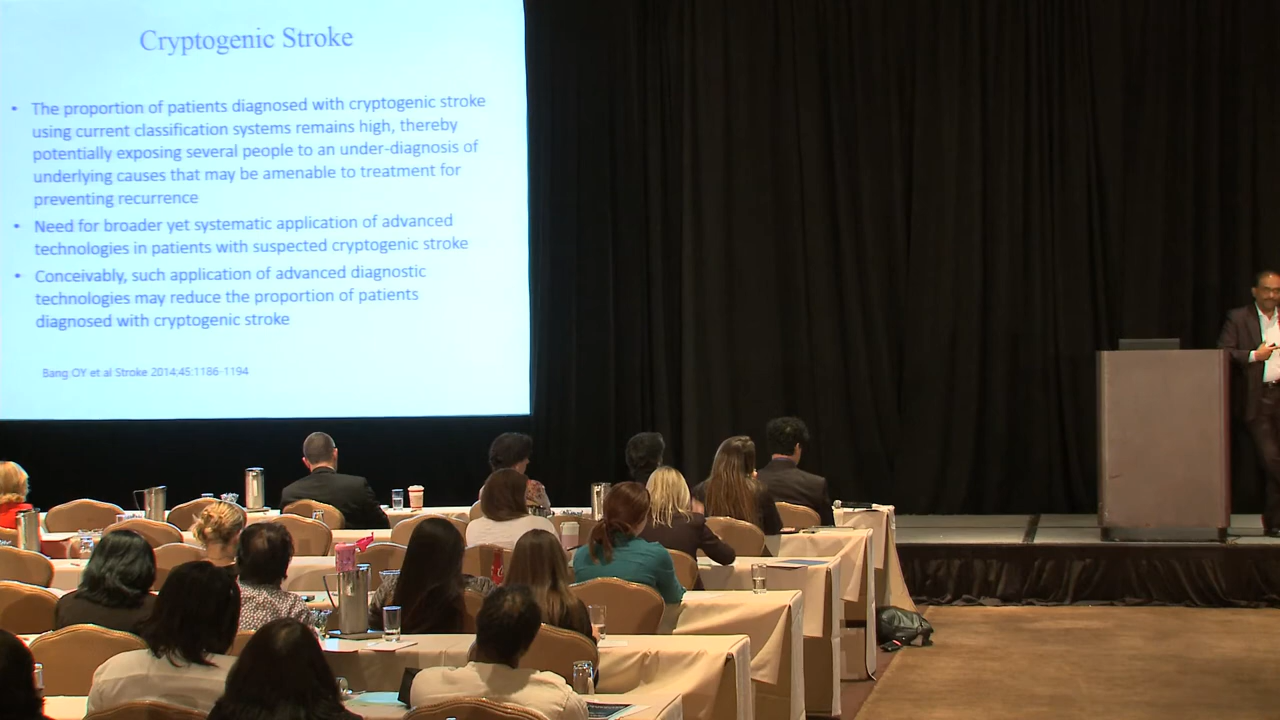 Cryptogenic Stroke
• The proportion of patients diagnosed with cryptogenic stroke
using current classification systems remains high, thereby
potentially exposing several people to an under-diagnosis of
underlying causes that may be amenable to treatment for
preventing recurrence
• Need for broader yet systematic application of advanced
technologies in patients with suspected cryptogenic stroke
• Conceivably, such application of advanced diagnostic
technologies may reduce the proportion of patients
diagnosed with cryptogenic stroke
Bang OY et al Stroke 2014;45:1186-1194